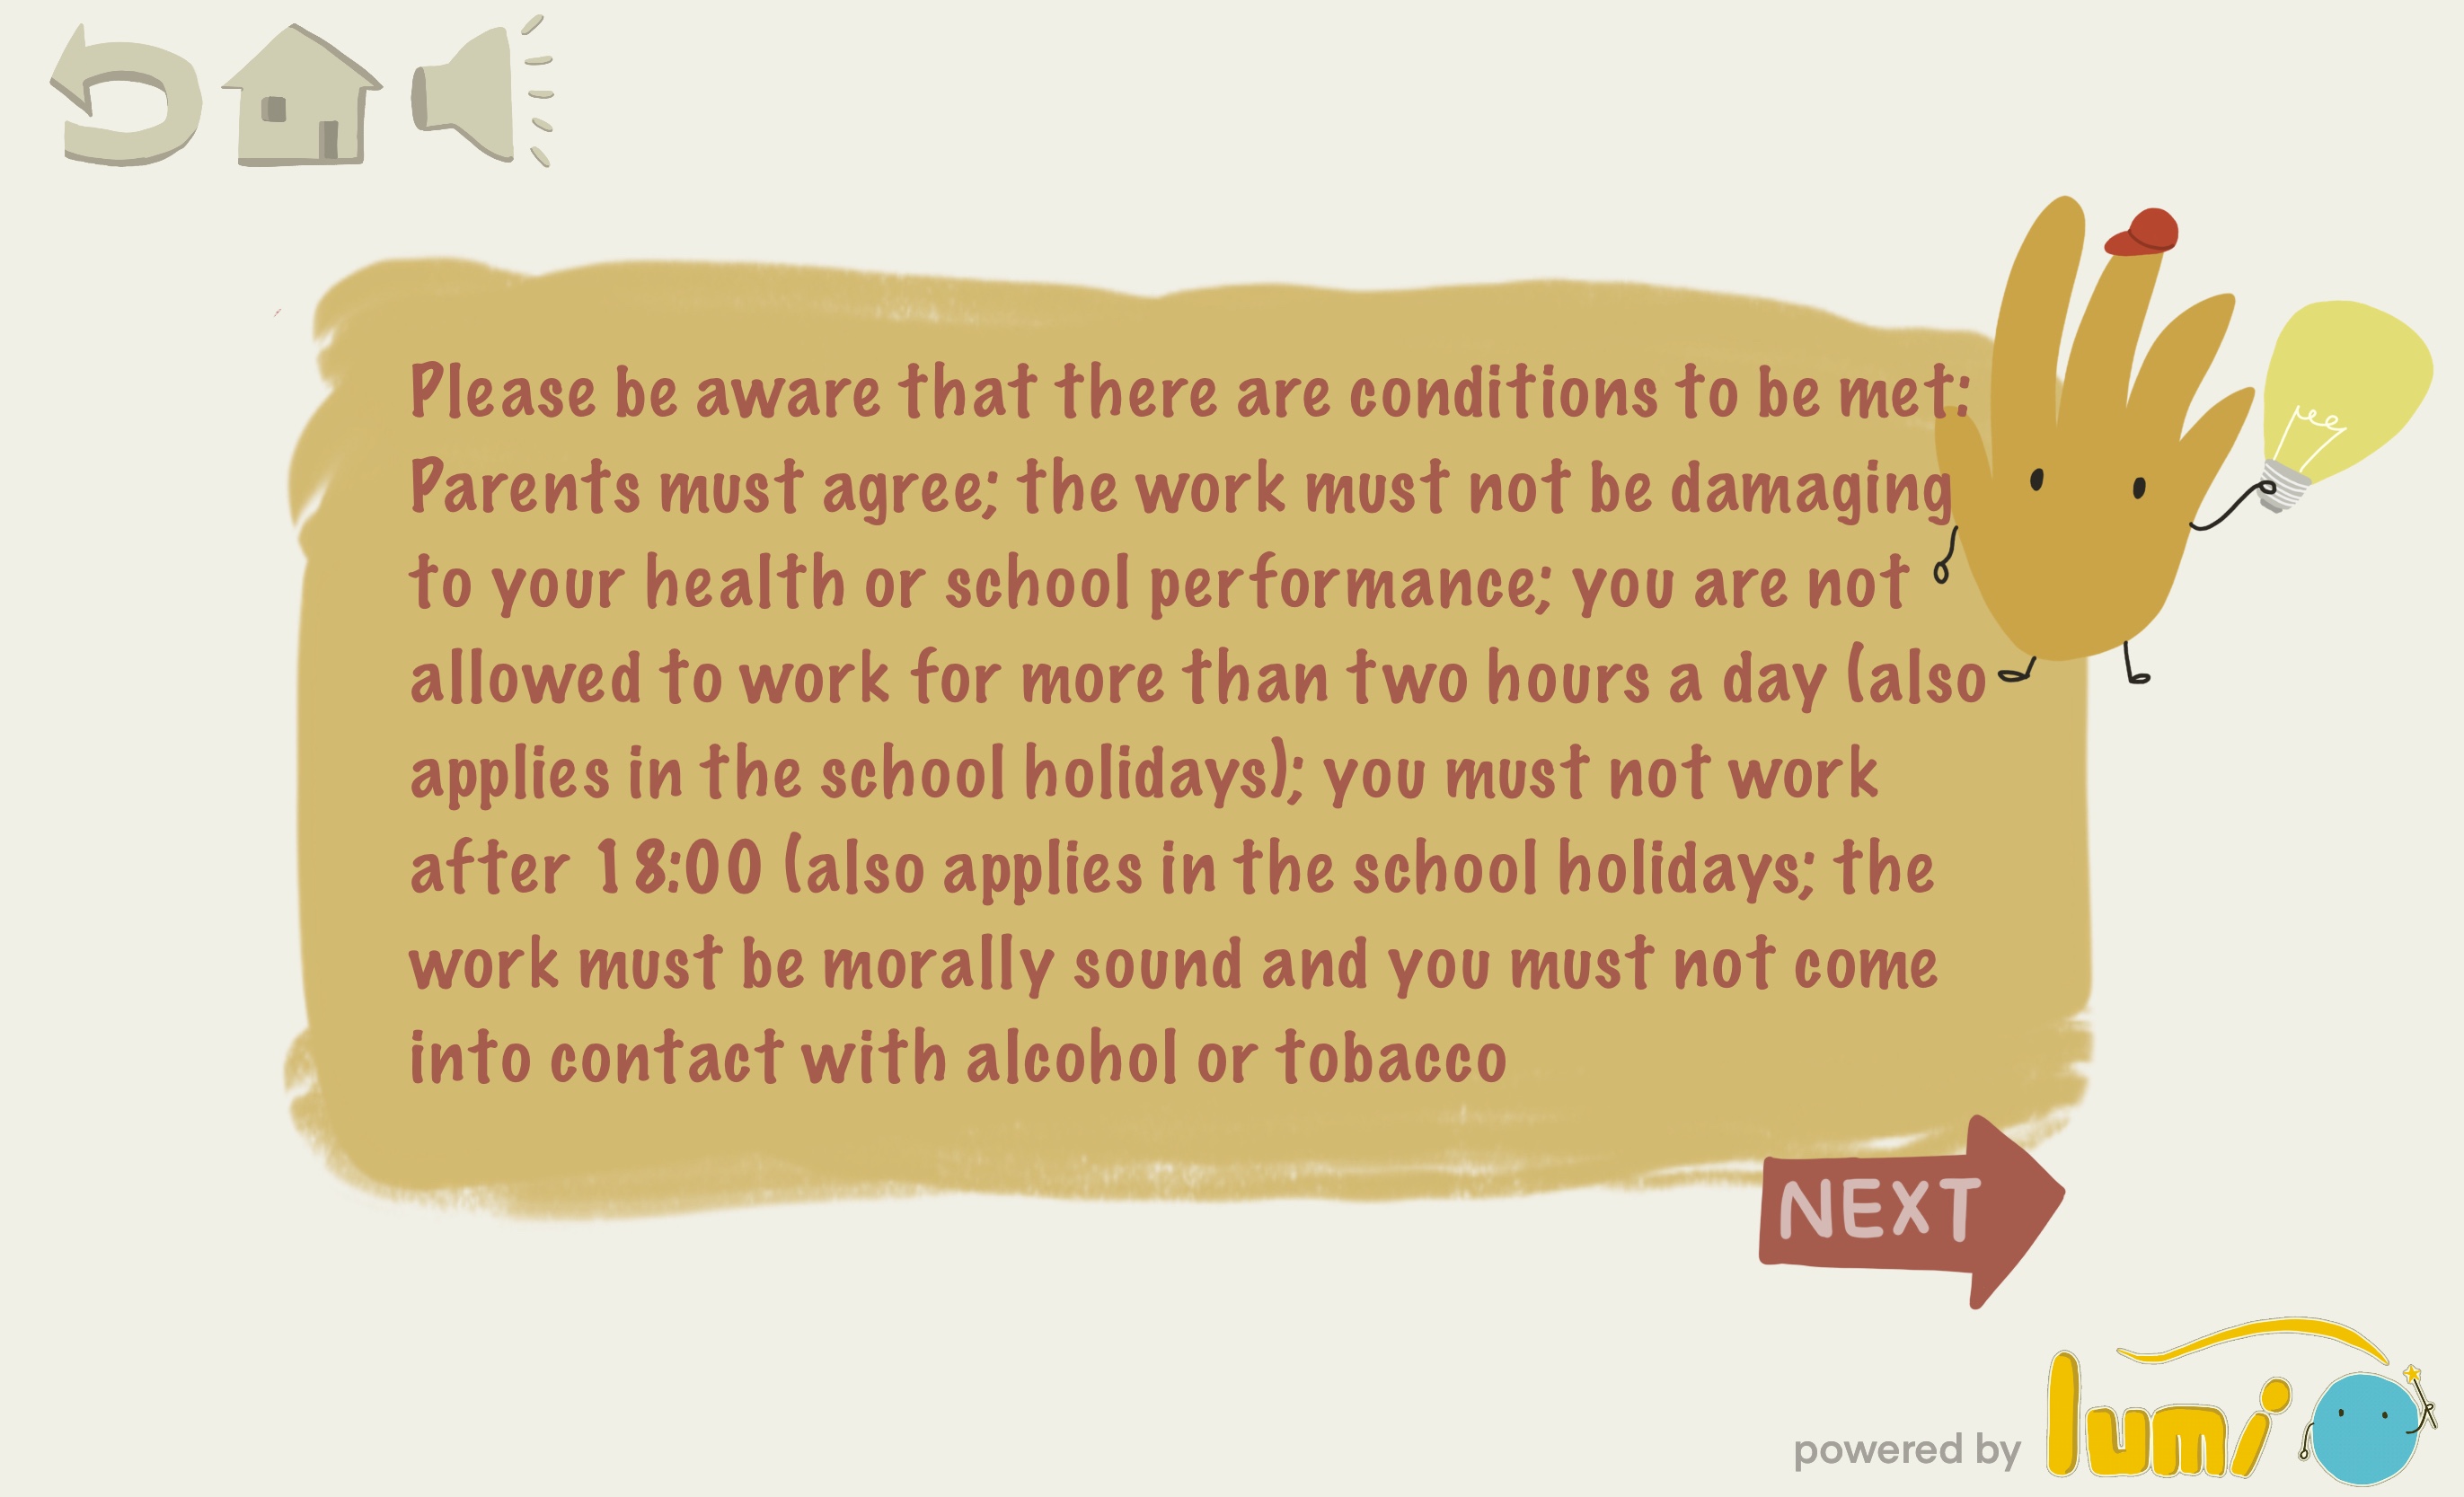 Please be aware that there are conditions to be met:
Parents must agree; the work must not be damaging
to your health or school performance; you are not
allowed to work for more than two hours a day (also
applies in the school holidays); you must not work
after 18:00 (also applies in the school holidays; the
work must be morally sound and you must not come
into contact with alcohol or tobacco
NEXT
powered by lumi